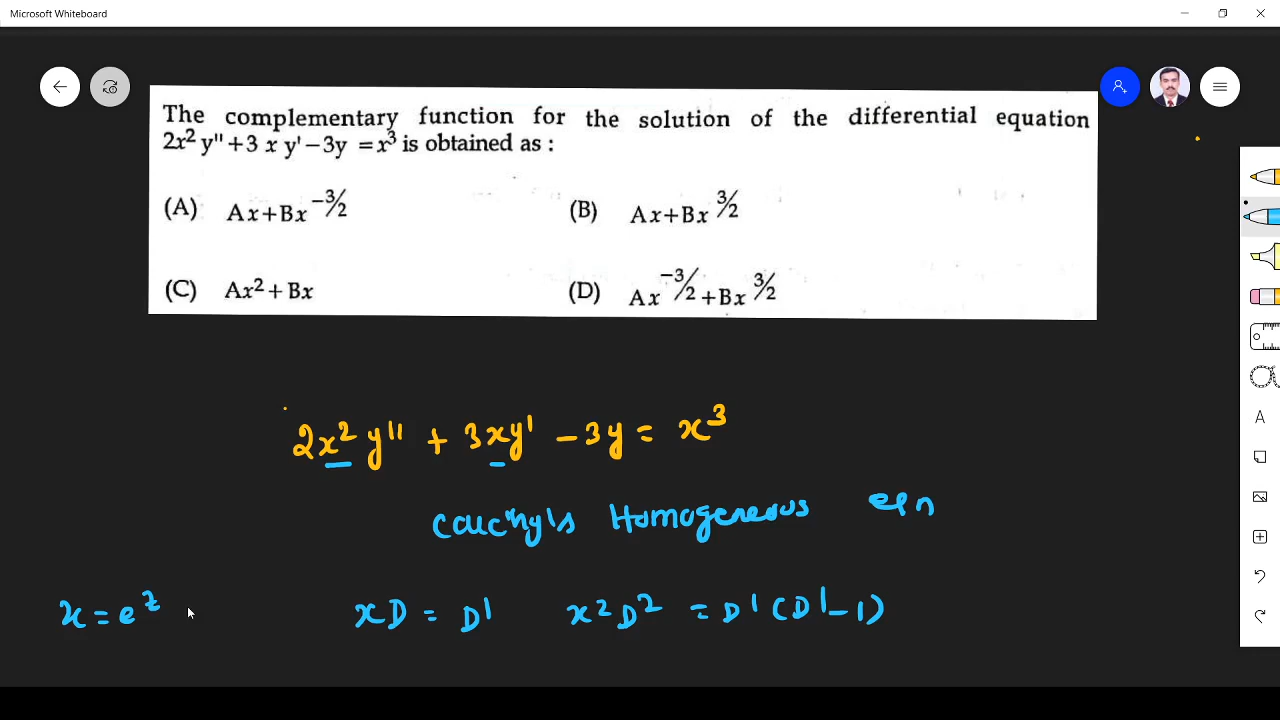 Microsoft Whiteboard
The complementary function for the solution of the differential equation
2x² y'' + 3 x y' − 3y = x³ is obtained as :
(A) Ax+Bx^(−3/2) (B) Ax+Bx^(3/2)
(C) Ax² + Bx (D) Ax^(−3/2) + Bx^(3/2)
2x² y'' + 3xy' − 3y = x³
Cauchy's Homogeneous eqn
x = e^z xD = D' x²D² = D'(D'−1)
A